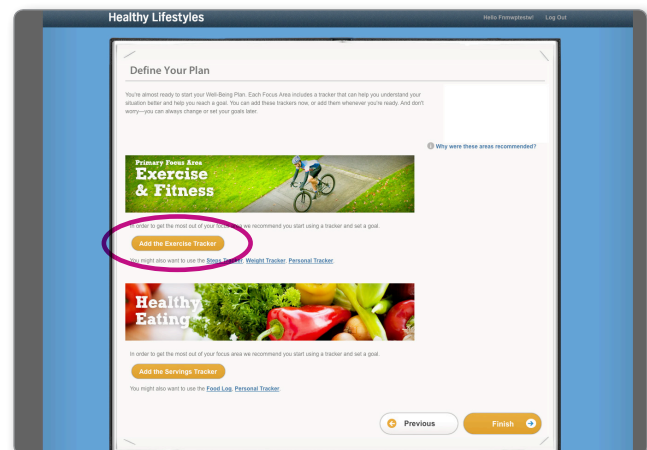 Healthy Lifestyles
Hello Fnmwptestw! Log Out
Define Your Plan
You're almost ready to start your Well-Being Plan. Each Focus Area includes a tracker that can help you understand your
situation better and help you reach a goal. You can add these trackers now, or add them whenever you're ready. And don't
worry—you can always change or set your goals later.
Why were these areas recommended?
Primary Focus Area
Exercise
& Fitness
In order to get the most out of your focus area we recommend you start using a tracker and set a goal.
Add the Exercise Tracker
You might also want to use the Steps Tracker, Weight Tracker, Personal Tracker
Healthy
Eating
In order to get the most out of your focus area we recommend you start using a tracker and set a goal.
Add the Servings Tracker
You might also want to use the Food Log, Personal Tracker
Previous
Finish